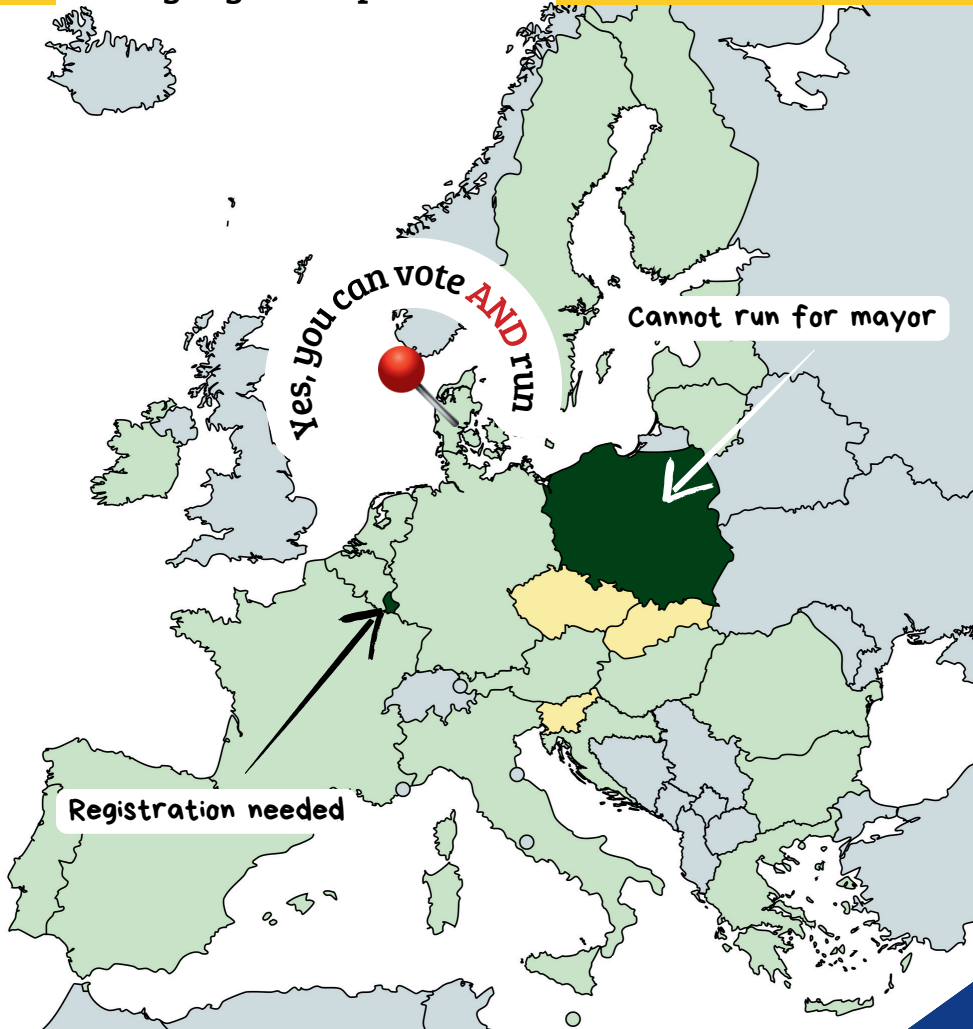 Yes, you can vote AND run
Cannot run for mayor
Registration needed